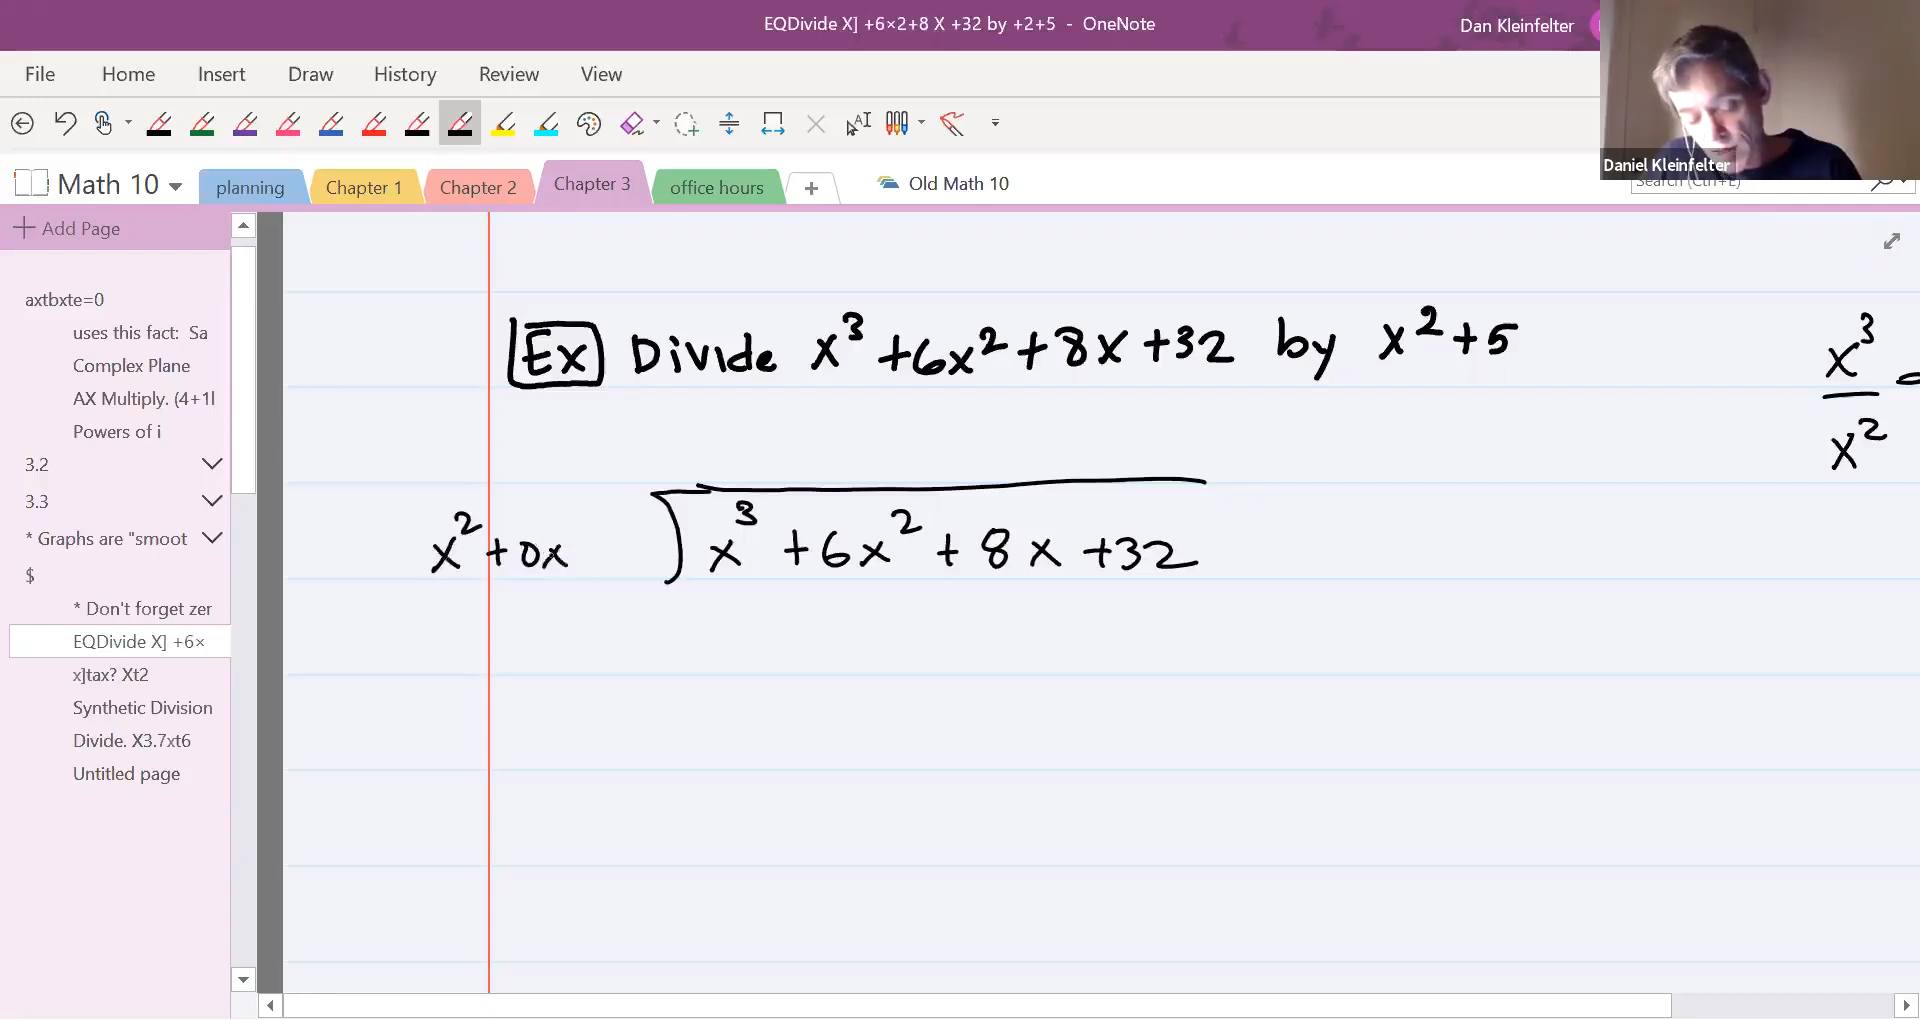 EQDivide X] +6×2+8 X +32 by +2+5 - OneNote
Dan Kleinfelter
File Home Insert Draw History Review View
Daniel Kleinfelter
Math 10 planning Chapter 1 Chapter 2 Chapter 3 office hours + Old Math 10
Search (Ctrl+E)
Add Page
axtbxte=0
uses this fact: Sa
Complex Plane
AX Multiply. (4+1l
Powers of i
3.2
3.3
* Graphs are "smoot
$
* Don't forget zer
EQDivide X] +6×
x]tax? Xt2
Synthetic Division
Divide. X3.7xt6
Untitled page
Ex Divide x³ +6x² +8x +32 by x² +5
x³
x²
x² +0x x³ +6x² + 8x +32